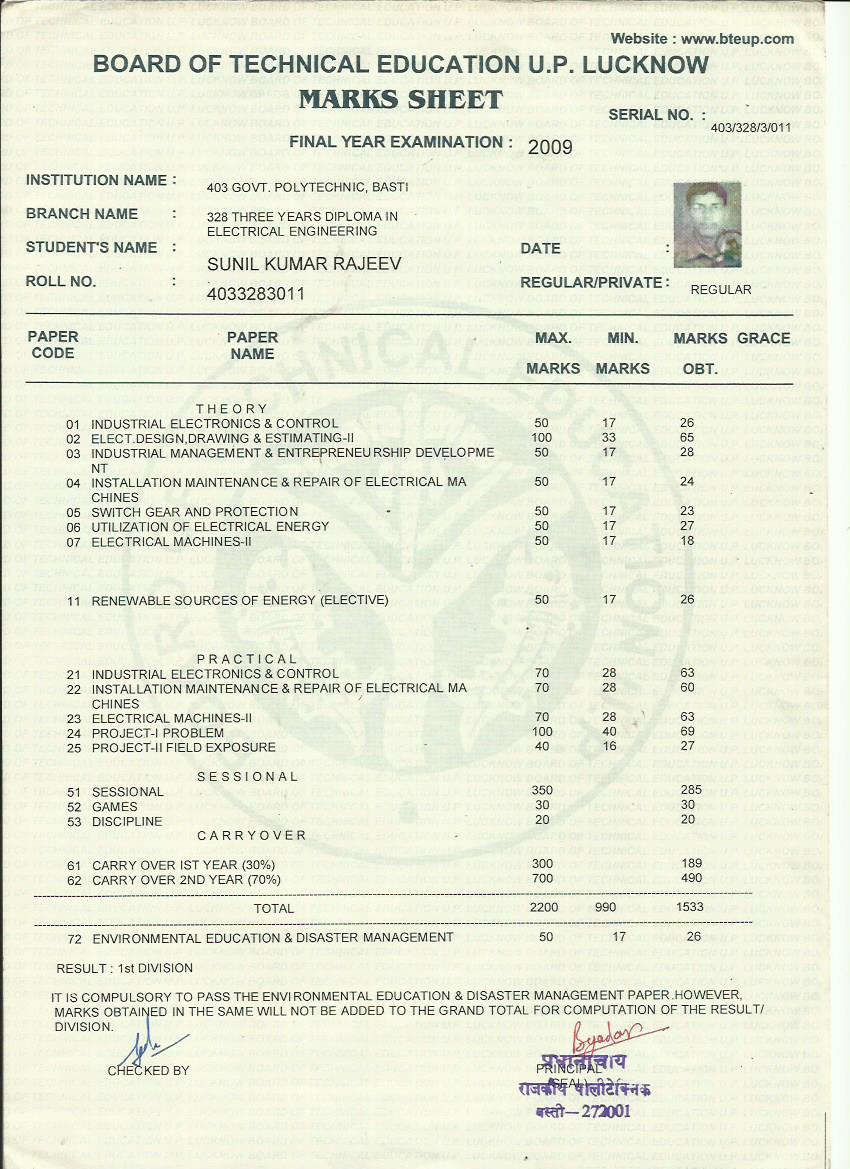 Website : www.bteup.com
BOARD OF TECHNICAL EDUCATION U.P. LUCKNOW
MARKS SHEET
SERIAL NO. : 403/328/3/011
FINAL YEAR EXAMINATION : 2009
INSTITUTION NAME : 403 GOVT. POLYTECHNIC, BASTI
BRANCH NAME : 328 THREE YEARS DIPLOMA IN
ELECTRICAL ENGINEERING
STUDENT'S NAME : SUNIL KUMAR RAJEEV
DATE :
ROLL NO. : 4033283011
REGULAR/PRIVATE : REGULAR
PAPER CODE PAPER NAME MAX. MARKS MIN. MARKS MARKS OBT. GRACE
THEORY
01 INDUSTRIAL ELECTRONICS & CONTROL 50 17 26
02 ELECT.DESIGN,DRAWING & ESTIMATING-II 100 33 65
03 INDUSTRIAL MANAGEMENT & ENTREPRENEURSHIP DEVELOPME 50 17 28
NT
04 INSTALLATION MAINTENANCE & REPAIR OF ELECTRICAL MA 50 17 24
CHINES
05 SWITCH GEAR AND PROTECTION 50 17 23
06 UTILIZATION OF ELECTRICAL ENERGY 50 17 27
07 ELECTRICAL MACHINES-II 50 17 18
11 RENEWABLE SOURCES OF ENERGY (ELECTIVE) 50 17 26
PRACTICAL
21 INDUSTRIAL ELECTRONICS & CONTROL 70 28 63
22 INSTALLATION MAINTENANCE & REPAIR OF ELECTRICAL MA 70 28 60
CHINES
23 ELECTRICAL MACHINES-II 70 28 63
24 PROJECT-I PROBLEM 100 40 69
25 PROJECT-II FIELD EXPOSURE 40 16 27
SESSIONAL
51 SESSIONAL 350 285
52 GAMES 30 30
53 DISCIPLINE 20 20
CARRYOVER
61 CARRY OVER IST YEAR (30%) 300 189
62 CARRY OVER 2ND YEAR (70%) 700 490
TOTAL 2200 990 1533
72 ENVIRONMENTAL EDUCATION & DISASTER MANAGEMENT 50 17 26
RESULT : 1st DIVISION
IT IS COMPULSORY TO PASS THE ENVIRONMENTAL EDUCATION & DISASTER MANAGEMENT PAPER.HOWEVER,
MARKS OBTAINED IN THE SAME WILL NOT BE ADDED TO THE GRAND TOTAL FOR COMPUTATION OF THE RESULT/
DIVISION.
CHECKED BY
प्रधानाचार्य
PRINCIPAL
(SEAL)
राजकीय पालीटेक्निक
बस्ती-272001